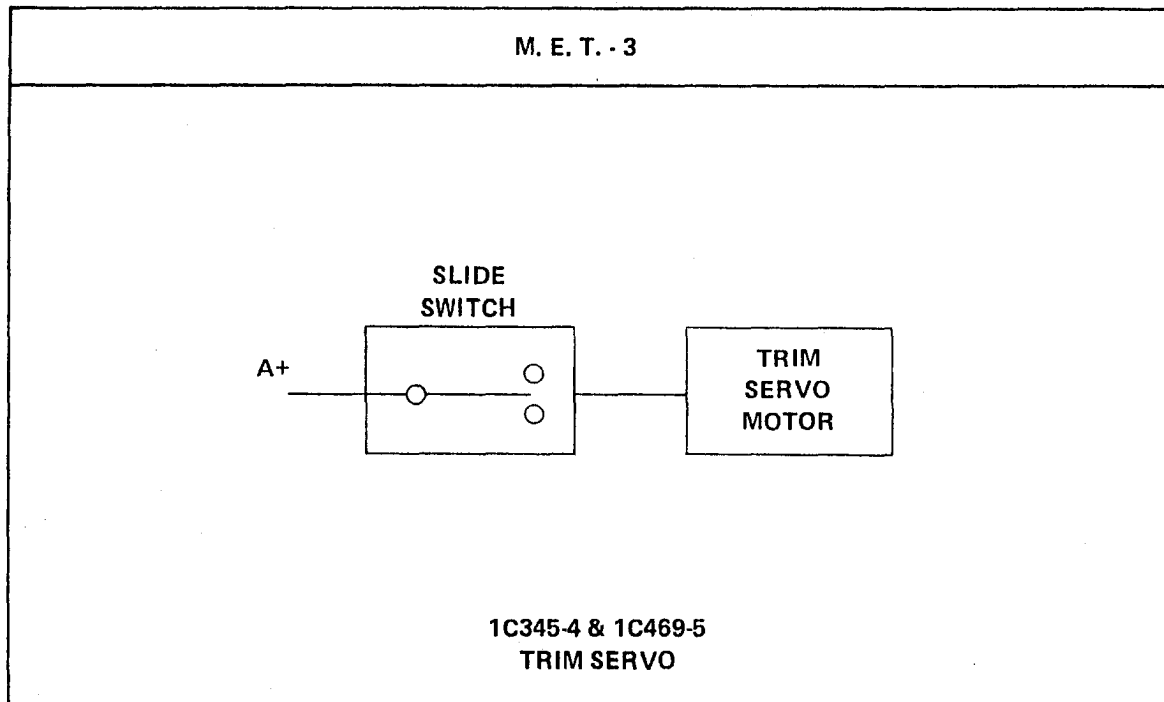 M. E. T. - 3
SLIDE
SWITCH
A+
TRIM
SERVO
MOTOR
1C345-4 & 1C469-5
TRIM SERVO